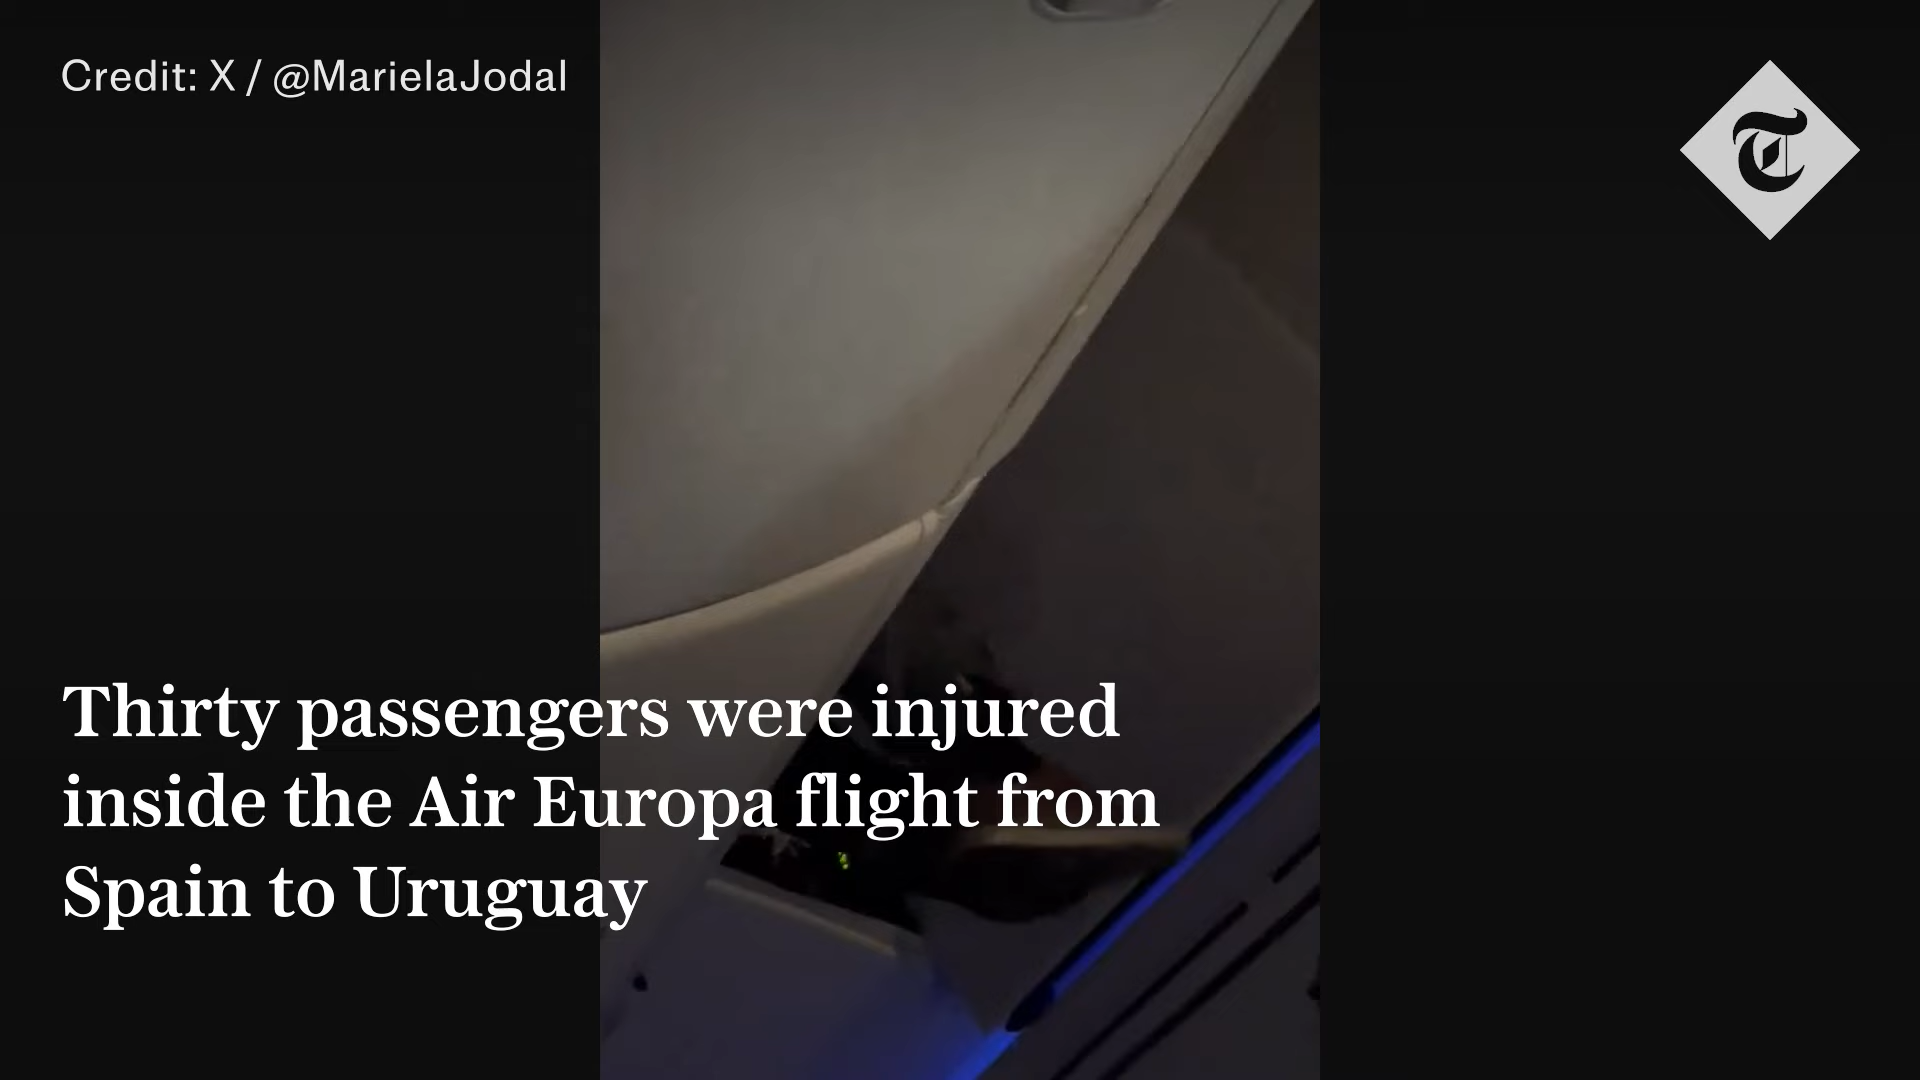 Credit: X / @MarielaJodal
T
Thirty passengers were injured
inside the Air Europa flight from
Spain to Uruguay